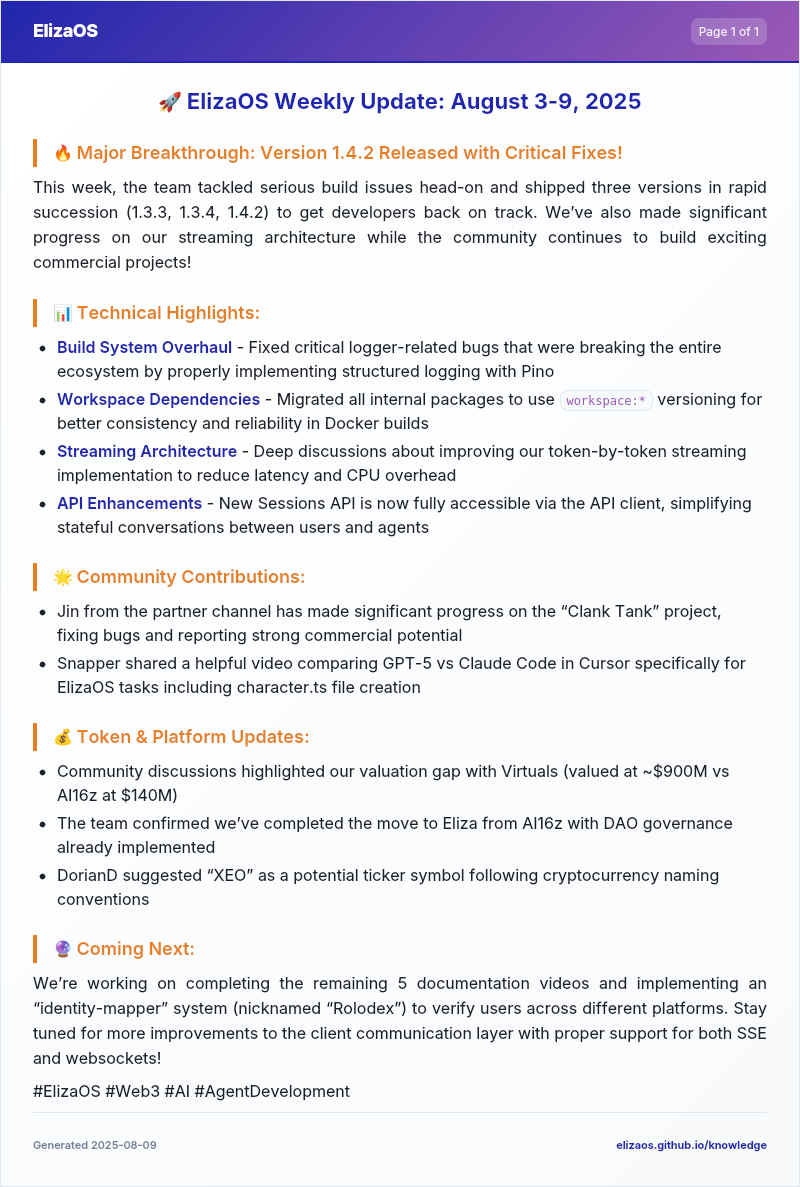 ElizaOS
Page 1 of 1
🚀 ElizaOS Weekly Update: August 3-9, 2025
🔥 Major Breakthrough: Version 1.4.2 Released with Critical Fixes!
This week, the team tackled serious build issues head-on and shipped three versions in rapid
succession (1.3.3, 1.3.4, 1.4.2) to get developers back on track. We’ve also made significant
progress on our streaming architecture while the community continues to build exciting
commercial projects!
📊 Technical Highlights:
• Build System Overhaul - Fixed critical logger-related bugs that were breaking the entire
ecosystem by properly implementing structured logging with Pino
• Workspace Dependencies - Migrated all internal packages to use workspace:* versioning for
better consistency and reliability in Docker builds
• Streaming Architecture - Deep discussions about improving our token-by-token streaming
implementation to reduce latency and CPU overhead
• API Enhancements - New Sessions API is now fully accessible via the API client, simplifying
stateful conversations between users and agents
🌟 Community Contributions:
• Jin from the partner channel has made significant progress on the “Clank Tank” project,
fixing bugs and reporting strong commercial potential
• Snapper shared a helpful video comparing GPT-5 vs Claude Code in Cursor specifically for
ElizaOS tasks including character.ts file creation
💰 Token & Platform Updates:
• Community discussions highlighted our valuation gap with Virtuals (valued at ~$900M vs
AI16z at $140M)
• The team confirmed we’ve completed the move to Eliza from AI16z with DAO governance
already implemented
• DorianD suggested “XEO” as a potential ticker symbol following cryptocurrency naming
conventions
🔮 Coming Next:
We’re working on completing the remaining 5 documentation videos and implementing an
“identity-mapper” system (nicknamed “Rolodex”) to verify users across different platforms. Stay
tuned for more improvements to the client communication layer with proper support for both SSE
and websockets!
#ElizaOS #Web3 #AI #AgentDevelopment
Generated 2025-08-09
elizaos.github.io/knowledge